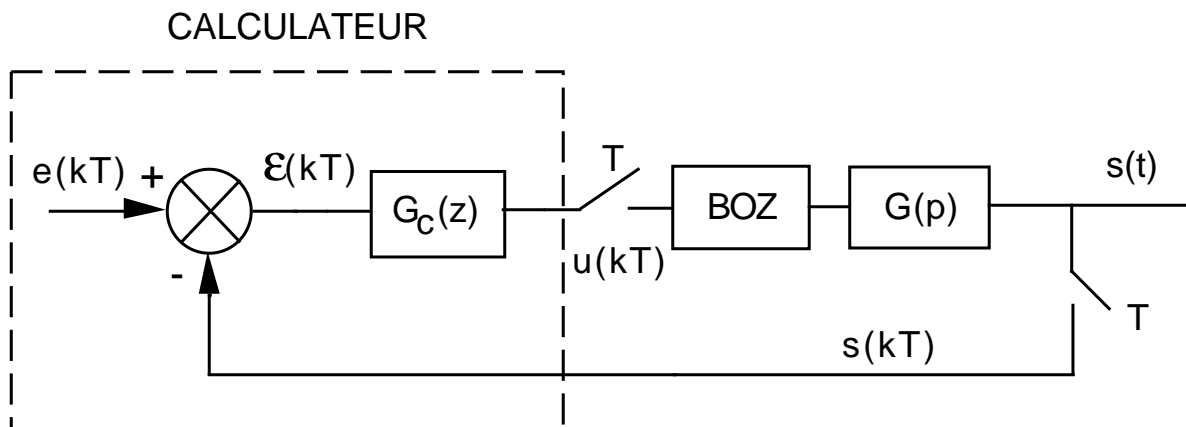 CALCULATEUR
e(kT)
+
ε(kT)
G_c(z)
T
BOZ
G(p)
s(t)
-
u(kT)
T
s(kT)